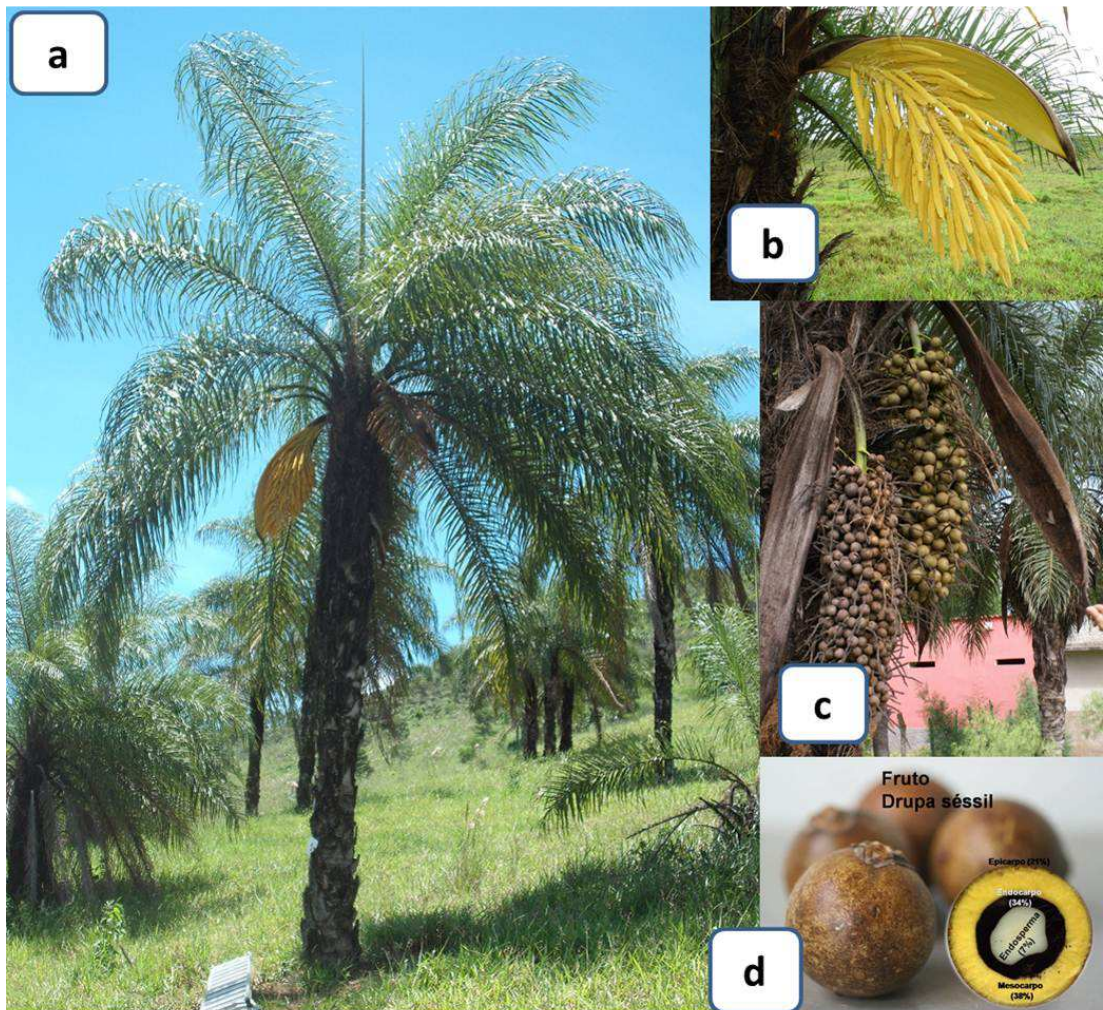 a
b
c
Fruto
Drupa séssil
Epicarpo (21%)
Endocarpo
(34%)
Endosperma
(7%)
Mesocarpo
(38%)
d